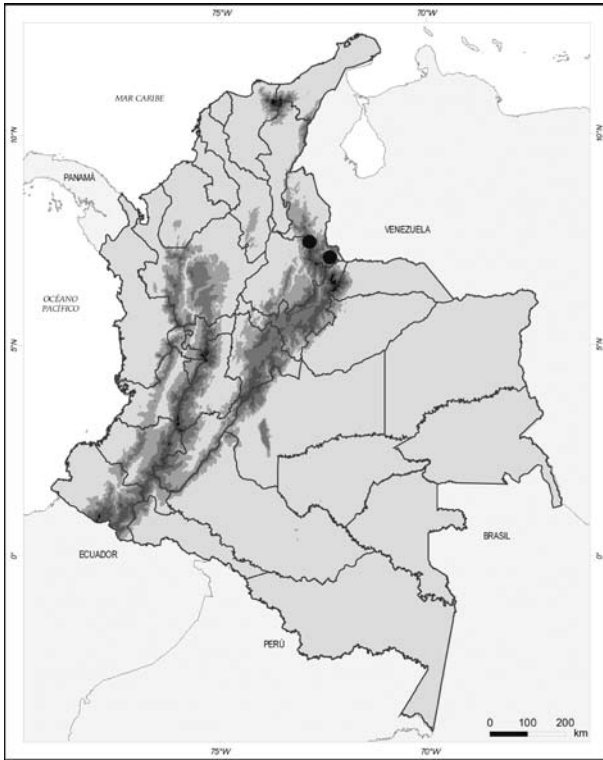 75°W
70°W
MAR CARIBE
10°N
10°N
PANAMÁ
VENEZUELA
OCÉANO
PACÍFICO
5°N
5°N
0°
0°
ECUADOR
BRASIL
PERÚ
0 100 200
km
75°W
70°W